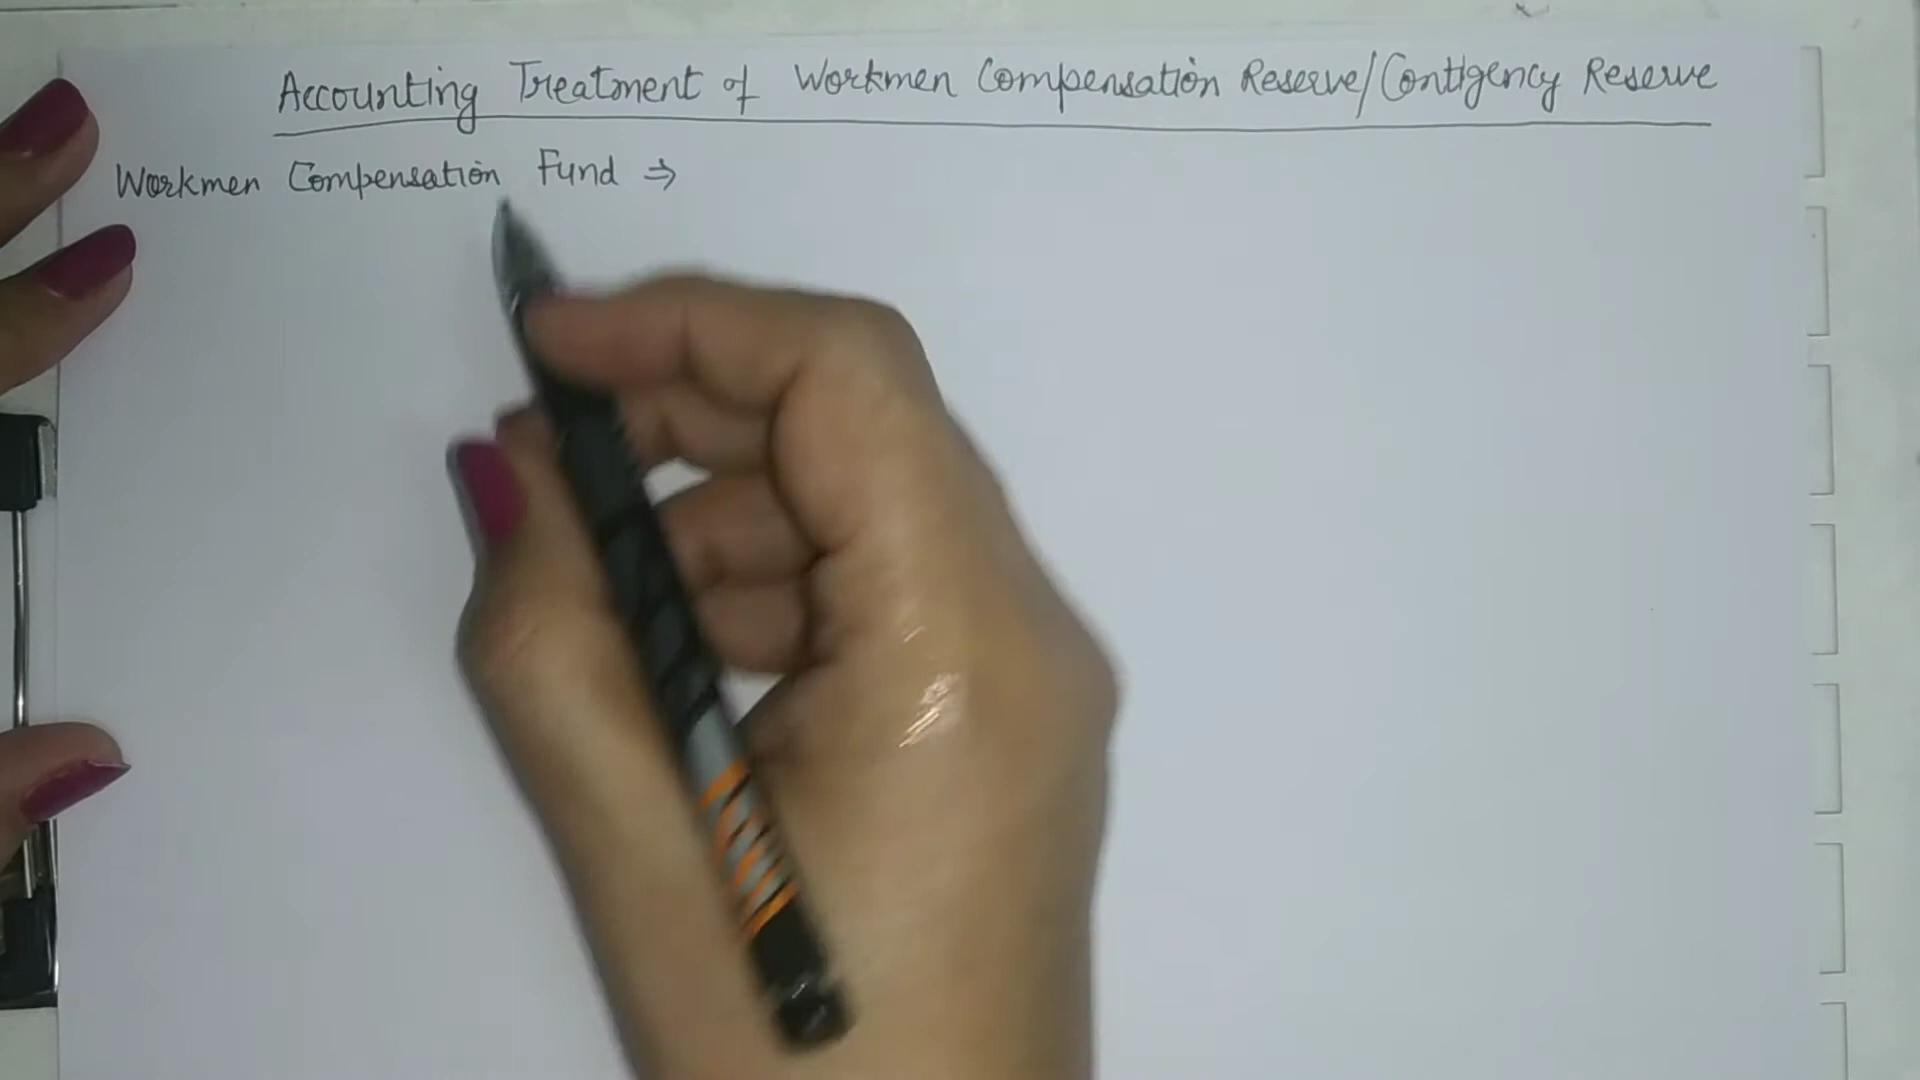 Accounting Treatment of Workmen Compensation Reserve/Contigency Reserve
Workmen Compensation Fund ⇒